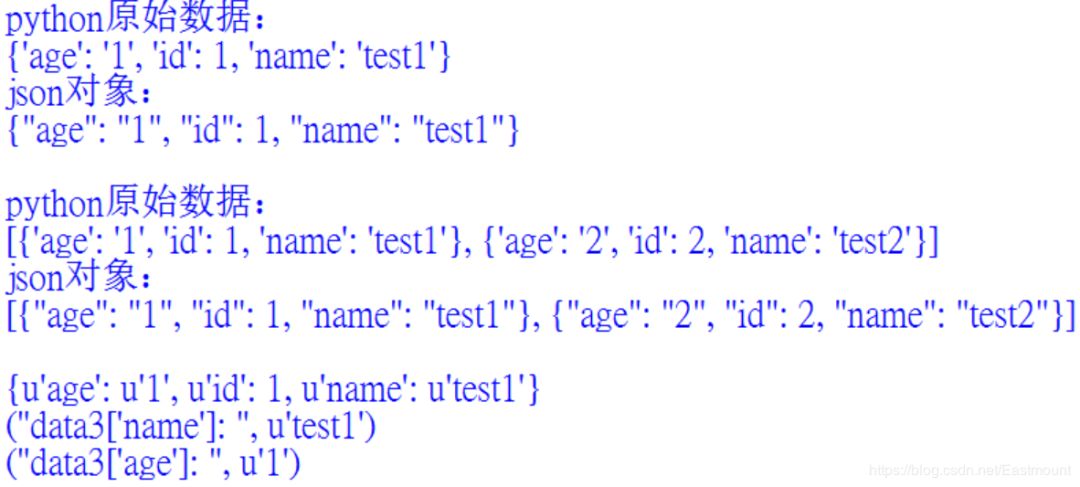 python原始数据：
{'age': '1', 'id': 1, 'name': 'test1'}
json对象：
{"age": "1", "id": 1, "name": "test1"}
python原始数据：
[{'age': '1', 'id': 1, 'name': 'test1'}, {'age': '2', 'id': 2, 'name': 'test2'}]
json对象：
[{"age": "1", "id": 1, "name": "test1"}, {"age": "2", "id": 2, "name": "test2"}]
{u'age': u'1', u'id': 1, u'name': u'test1'}
("data3['name']: ", u'test1')
("data3['age']: ", u'1')
https://blog.csdn.net/Eastmount